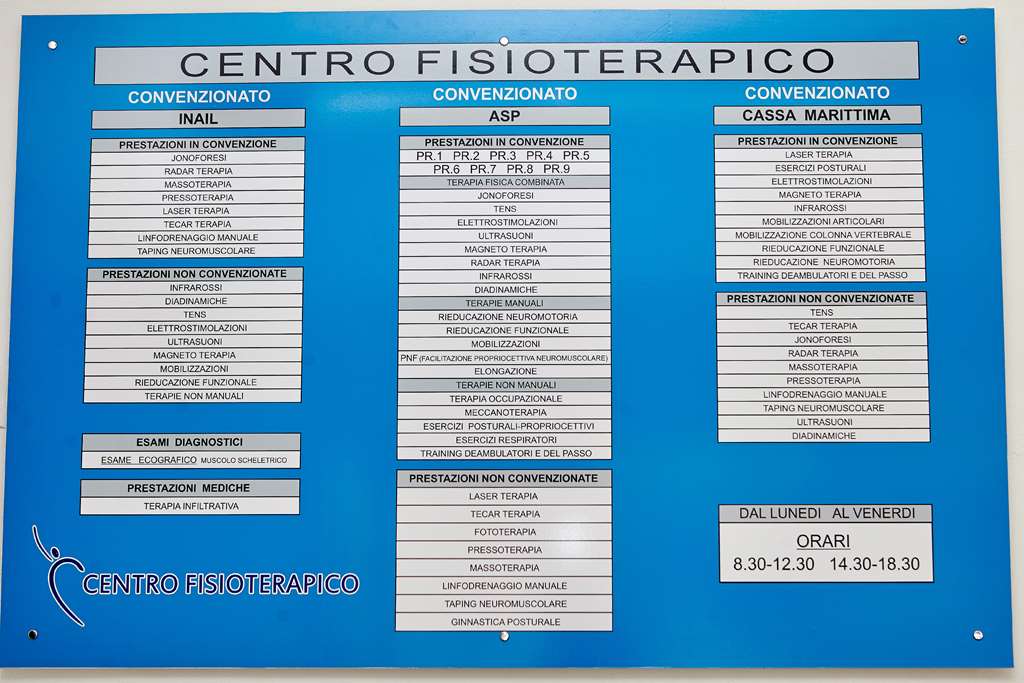 CENTRO FISIOTERAPICO
CONVENZIONATO
INAIL
PRESTAZIONI IN CONVENZIONE
JONOFORESI
RADAR TERAPIA
MASSOTERAPIA
PRESSOTERAPIA
LASER TERAPIA
TECAR TERAPIA
LINFODRENAGGIO MANUALE
TAPING NEUROMUSCOLARE
PRESTAZIONI NON CONVENZIONATE
INFRAROSSI
DIADINAMICHE
TENS
ELETTROSTIMOLAZIONI
ULTRASUONI
MAGNETO TERAPIA
MOBILIZZAZIONI
RIEDUCAZIONE FUNZIONALE
TERAPIE NON MANUALI
ESAMI DIAGNOSTICI
ESAME ECOGRAFICO MUSCOLO SCHELETRICO
PRESTAZIONI MEDICHE
TERAPIA INFILTRATIVA
CENTRO FISIOTERAPICO
CONVENZIONATO
ASP
PRESTAZIONI IN CONVENZIONE
PR.1 PR.2 PR.3 PR.4 PR.5
PR.6 PR.7 PR.8 PR.9
TERAPIA FISICA COMBINATA
JONOFORESI
TENS
ELETTROSTIMOLAZIONI
ULTRASUONI
MAGNETO TERAPIA
RADAR TERAPIA
INFRAROSSI
DIADINAMICHE
TERAPIE MANUALI
RIEDUCAZIONE NEUROMOTORIA
RIEDUCAZIONE FUNZIONALE
MOBILIZZAZIONI
PNF (FACILITAZIONE PROPRIOCETTIVA NEUROMUSCOLARE)
ELONGAZIONE
TERAPIE NON MANUALI
TERAPIA OCCUPAZIONALE
MECCANOTERAPIA
ESERCIZI POSTURALI-PROPRIOCETTIVI
ESERCIZI RESPIRATORI
TRAINING DEAMBULATORI E DEL PASSO
PRESTAZIONI NON CONVENZIONATE
LASER TERAPIA
TECAR TERAPIA
FOTOTERAPIA
PRESSOTERAPIA
MASSOTERAPIA
LINFODRENAGGIO MANUALE
TAPING NEUROMUSCOLARE
GINNASTICA POSTURALE
CONVENZIONATO
CASSA MARITTIMA
PRESTAZIONI IN CONVENZIONE
LASER TERAPIA
ESERCIZI POSTURALI
ELETTROSTIMOLAZIONI
MAGNETO TERAPIA
INFRAROSSI
MOBILIZZAZIONI ARTICOLARI
MOBILIZZAZIONE COLONNA VERTEBRALE
RIEDUCAZIONE FUNZIONALE
RIEDUCAZIONE NEUROMOTORIA
TRAINING DEAMBULATORI E DEL PASSO
PRESTAZIONI NON CONVENZIONATE
TENS
TECAR TERAPIA
JONOFORESI
RADAR TERAPIA
MASSOTERAPIA
PRESSOTERAPIA
LINFODRENAGGIO MANUALE
TAPING NEUROMUSCOLARE
ULTRASUONI
DIADINAMICHE
DAL LUNEDI AL VENERDI
ORARI
8.30-12.30 14.30-18.30